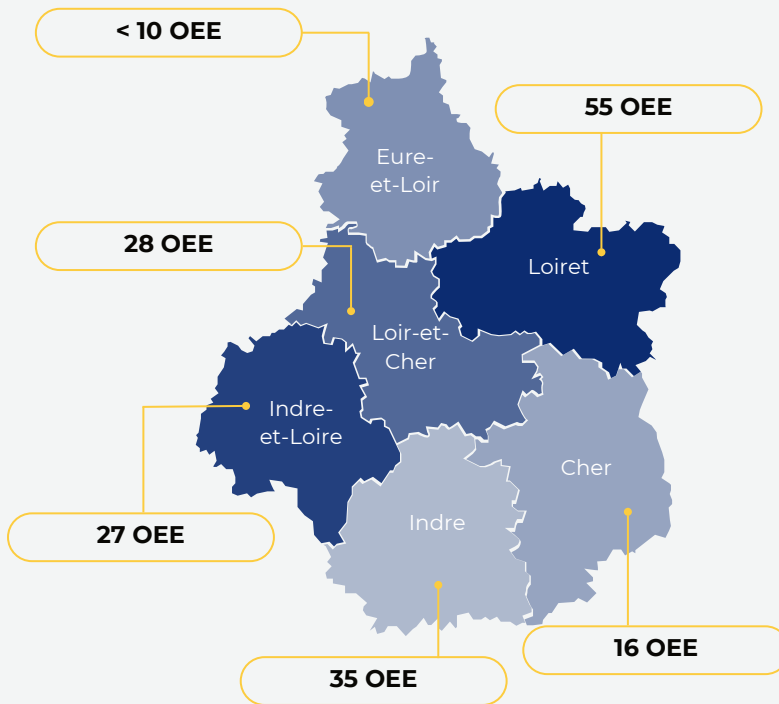 < 10 OEE
55 OEE
Eure-
et-Loir
28 OEE
Loiret
Loir-et-
Cher
Indre-
et-Loire
Cher
Indre
27 OEE
16 OEE
35 OEE